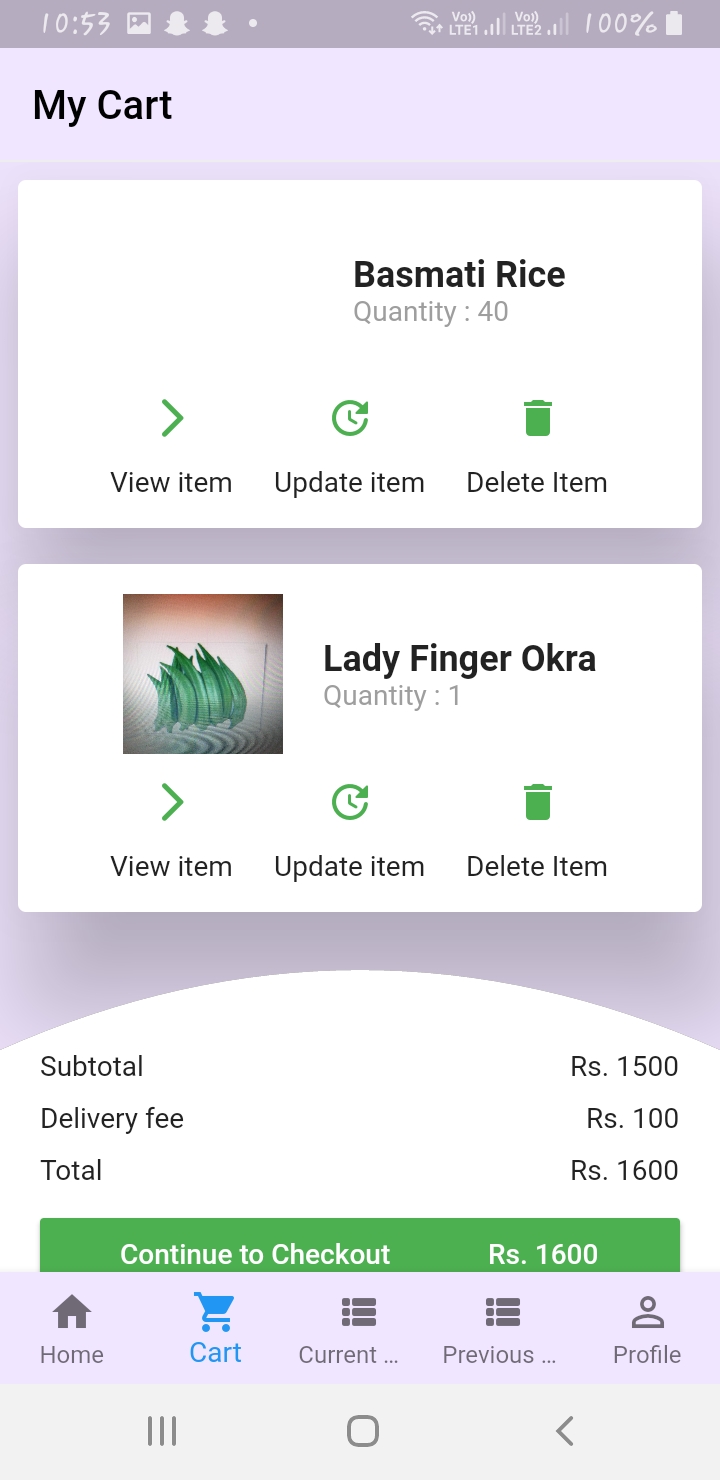 10:53 Vo)) LTE1 Vo)) LTE2 100%
My Cart
Basmati Rice
Quantity : 40
View item Update item Delete Item
Lady Finger Okra
Quantity : 1
View item Update item Delete Item
Subtotal Rs. 1500
Delivery fee Rs. 100
Total Rs. 1600
Continue to Checkout Rs. 1600
Home Cart Current ... Previous ... Profile